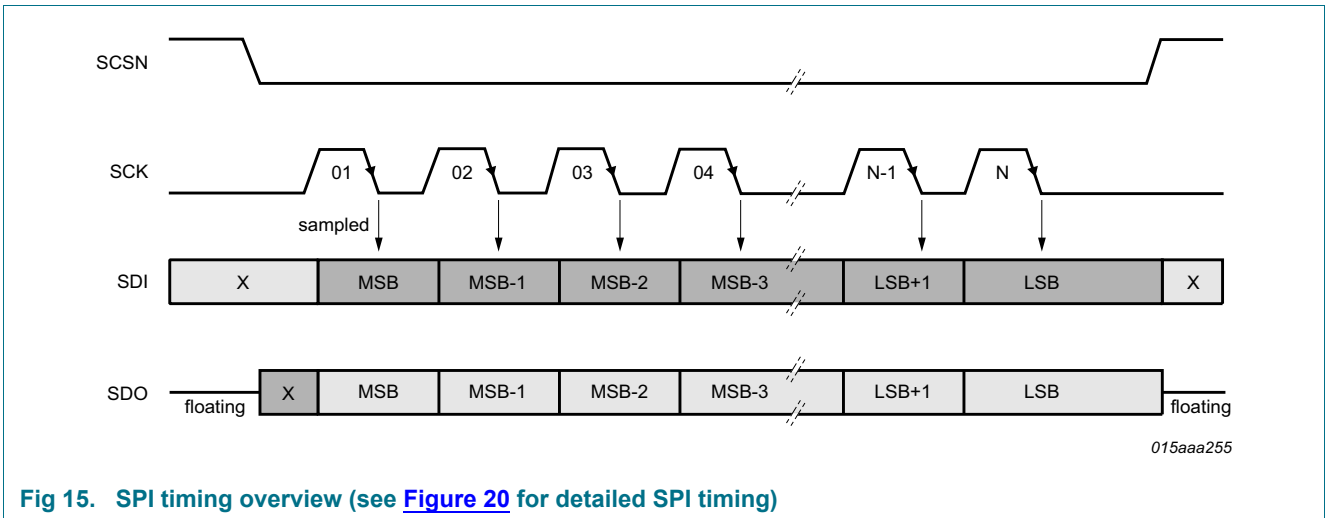 SCSN
SCK
01 02 03 04 N-1 N
sampled
SDI
X MSB MSB-1 MSB-2 MSB-3 LSB+1 LSB X
SDO
floating X MSB MSB-1 MSB-2 MSB-3 LSB+1 LSB floating
015aaa255
Fig 15. SPI timing overview (see Figure 20 for detailed SPI timing)